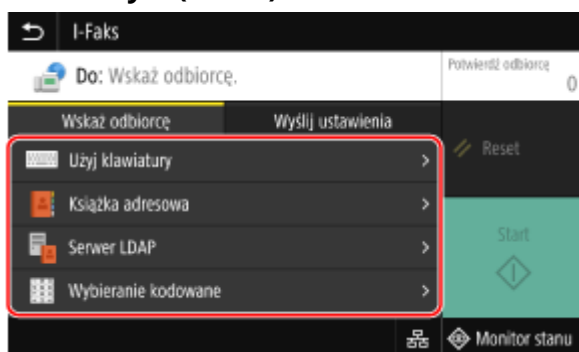 I-Faks
Do: Wskaż odbiorcę.
Potwierdź odbiorcę
0
Wskaż odbiorcę
Wyślij ustawienia
Użyj klawiatury
Książka adresowa
Serwer LDAP
Wybieranie kodowane
Reset
Start
Monitor stanu